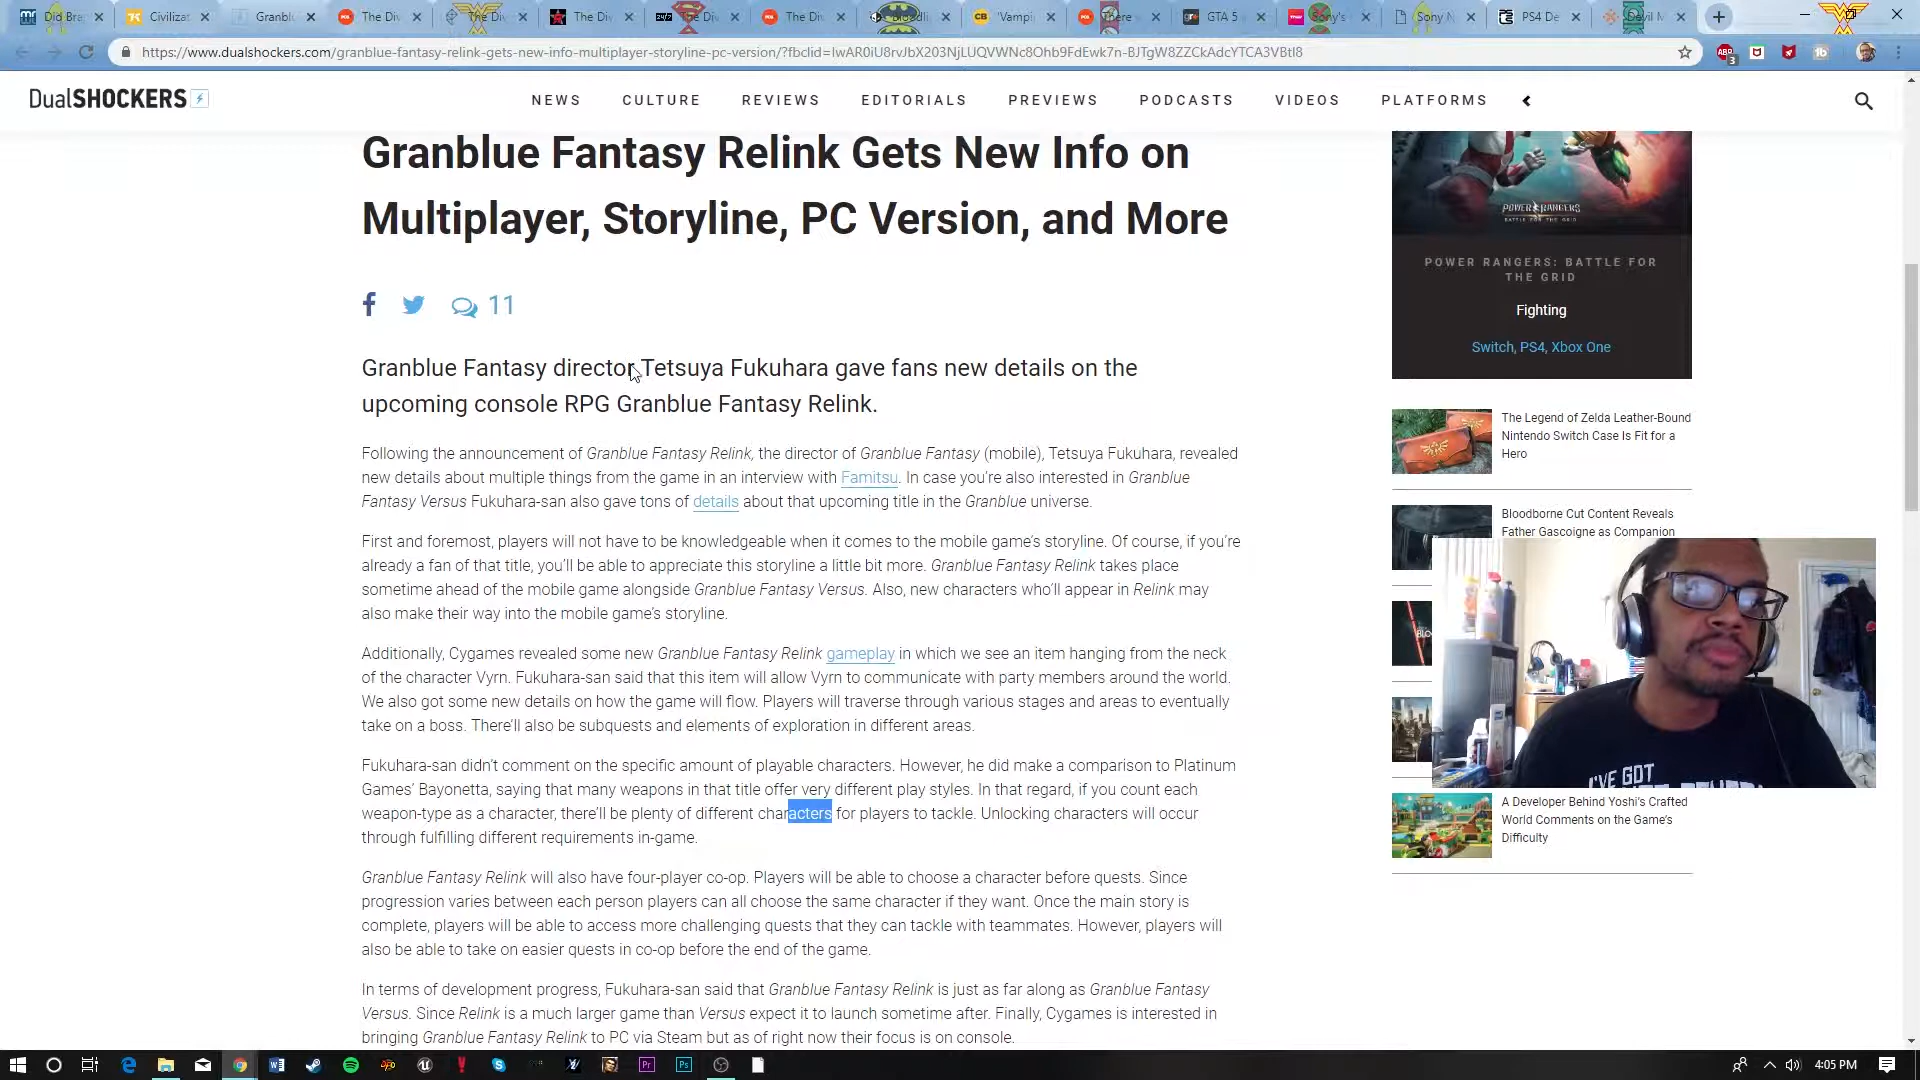 Did Bra
Civilizat
Granblu
The Div
The Div
The Div
The Div
The Div
Bloodli
'Vampi
There
GTA 5
Sony's
Sony N
PS4 De
Devil M
https://www.dualshockers.com/granblue-fantasy-relink-gets-new-info-multiplayer-storyline-pc-version/?fbclid=IwAR0iU8rvJbX203NjLUQVWNc8Ohb9FdEwk7n-BJTgW8ZZCkAdcYTCA3VBtl8
DualSHOCKERS
NEWS CULTURE REVIEWS EDITORIALS PREVIEWS PODCASTS VIDEOS PLATFORMS
Granblue Fantasy Relink Gets New Info on
Multiplayer, Storyline, PC Version, and More
11
Granblue Fantasy director Tetsuya Fukuhara gave fans new details on the
upcoming console RPG Granblue Fantasy Relink.
Following the announcement of Granblue Fantasy Relink, the director of Granblue Fantasy (mobile), Tetsuya Fukuhara, revealed
new details about multiple things from the game in an interview with Famitsu. In case you're also interested in Granblue
Fantasy Versus Fukuhara-san also gave tons of details about that upcoming title in the Granblue universe.
First and foremost, players will not have to be knowledgeable when it comes to the mobile game's storyline. Of course, if you're
already a fan of that title, you'll be able to appreciate this storyline a little bit more. Granblue Fantasy Relink takes place
sometime ahead of the mobile game alongside Granblue Fantasy Versus. Also, new characters who'll appear in Relink may
also make their way into the mobile game's storyline.
Additionally, Cygames revealed some new Granblue Fantasy Relink gameplay in which we see an item hanging from the neck
of the character Vyrn. Fukuhara-san said that this item will allow Vyrn to communicate with party members around the world.
We also got some new details on how the game will flow. Players will traverse through various stages and areas to eventually
take on a boss. There'll also be subquests and elements of exploration in different areas.
Fukuhara-san didn't comment on the specific amount of playable characters. However, he did make a comparison to Platinum
Games' Bayonetta, saying that many weapons in that title offer very different play styles. In that regard, if you count each
weapon-type as a character, there'll be plenty of different characters for players to tackle. Unlocking characters will occur
through fulfilling different requirements in-game.
Granblue Fantasy Relink will also have four-player co-op. Players will be able to choose a character before quests. Since
progression varies between each person players can all choose the same character if they want. Once the main story is
complete, players will be able to access more challenging quests that they can tackle with teammates. However, players will
also be able to take on easier quests in co-op before the end of the game.
In terms of development progress, Fukuhara-san said that Granblue Fantasy Relink is just as far along as Granblue Fantasy
Versus. Since Relink is a much larger game than Versus expect it to launch sometime after. Finally, Cygames is interested in
bringing Granblue Fantasy Relink to PC via Steam but as of right now their focus is on console.
POWER RANGERS
BATTLE FOR THE GRID
POWER RANGERS: BATTLE FOR
THE GRID
Fighting
Switch, PS4, Xbox One
The Legend of Zelda Leather-Bound
Nintendo Switch Case Is Fit for a
Hero
Bloodborne Cut Content Reveals
Father Gascoigne as Companion
BLO
I'VE GOT
A Developer Behind Yoshi's Crafted
World Comments on the Game's
Difficulty
4:05 PM